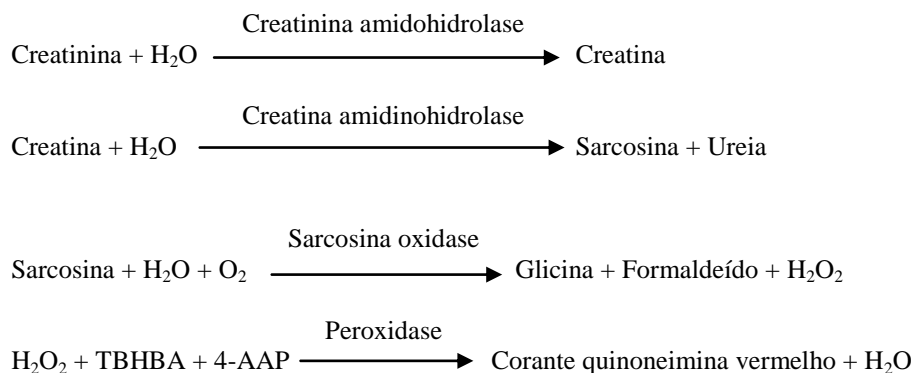 Creatinina amidohidrolase
Creatinina + H₂O Creatina
Creatina amidinohidrolase
Creatina + H₂O Sarcosina + Ureia
Sarcosina oxidase
Sarcosina + H₂O + O₂ Glicina + Formaldeído + H₂O₂
Peroxidase
H₂O₂ + TBHBA + 4-AAP Corante quinoneimina vermelho + H₂O